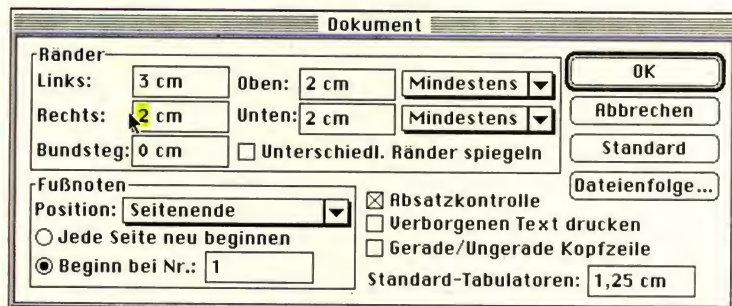 Dokument
Ränder
Links: 3 cm Oben: 2 cm Mindestens
Rechts: 2 cm Unten: 2 cm Mindestens
Bundsteg: 0 cm Unterschiedl. Ränder spiegeln
OK
Abbrechen
Standard
Dateienfolge...
Fußnoten
Position: Seitenende
Jede Seite neu beginnen
Beginn bei Nr.: 1
Absatzkontrolle
Verborgenen Text drucken
Gerade/Ungerade Kopfzeile
Standard-Tabulatoren: 1,25 cm